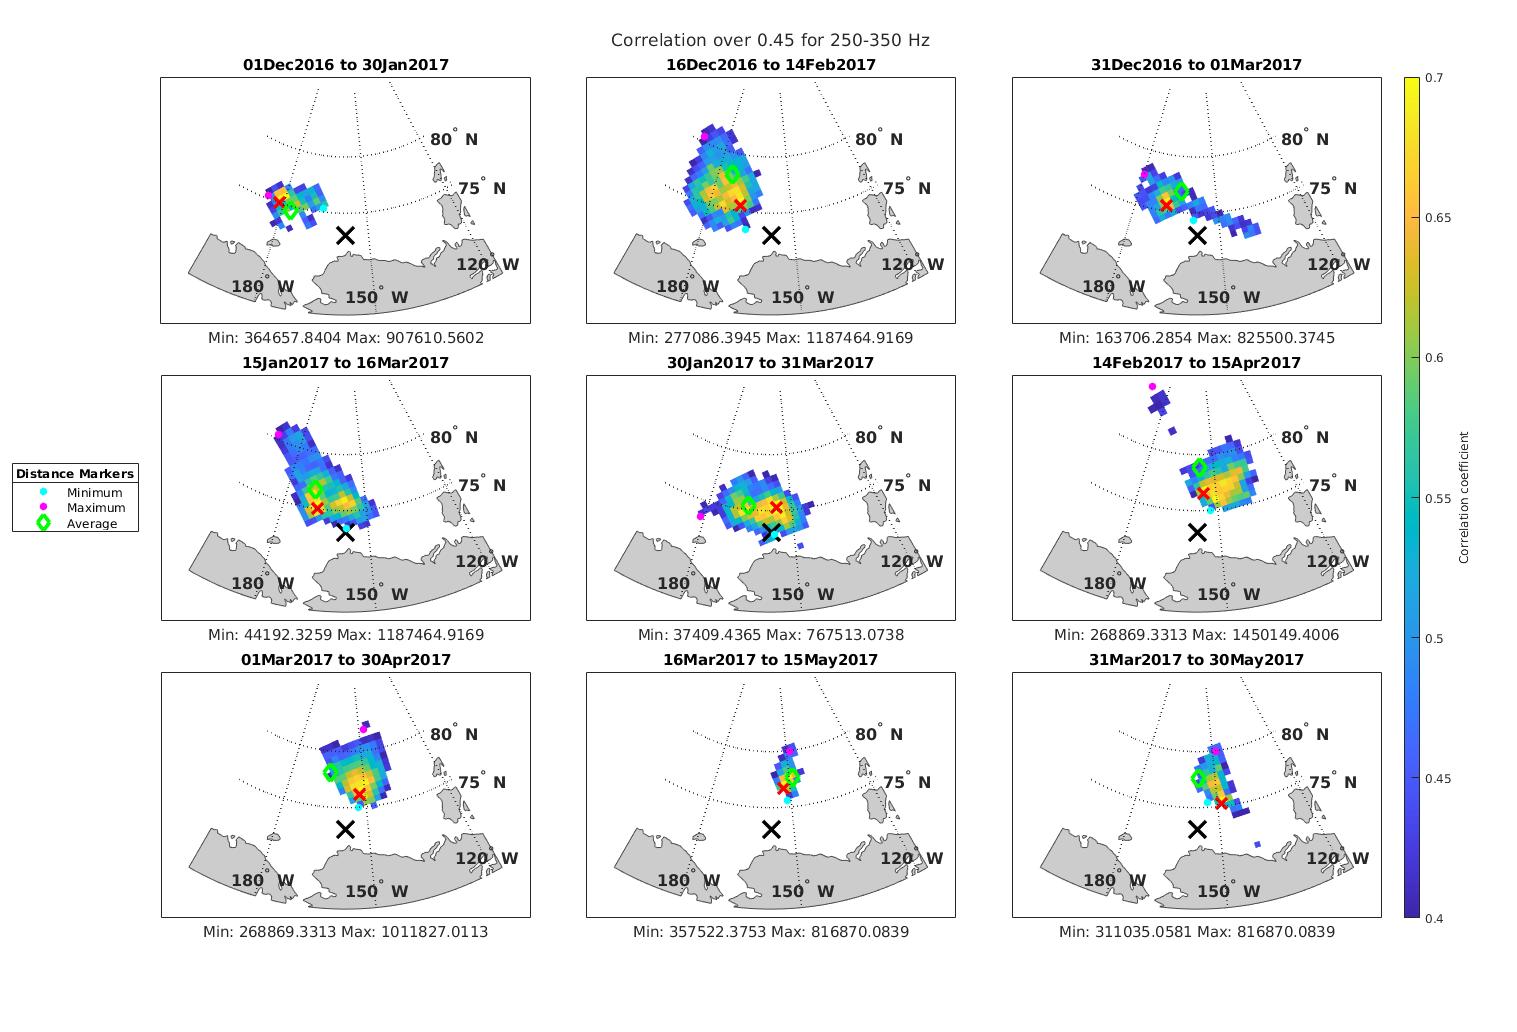 Correlation over 0.45 for 250-350 Hz
01Dec2016 to 30Jan2017
80° N
75° N
120° W
180° W
150° W
Min: 364657.8404 Max: 907610.5602
16Dec2016 to 14Feb2017
80° N
75° N
120° W
180° W
150° W
Min: 277086.3945 Max: 1187464.9169
31Dec2016 to 01Mar2017
80° N
75° N
120° W
180° W
150° W
Min: 163706.2854 Max: 825500.3745
15Jan2017 to 16Mar2017
80° N
75° N
120° W
180° W
150° W
Min: 44192.3259 Max: 1187464.9169
30Jan2017 to 31Mar2017
80° N
75° N
120° W
180° W
150° W
Min: 37409.4365 Max: 767513.0738
14Feb2017 to 15Apr2017
80° N
75° N
120° W
180° W
150° W
Min: 268869.3313 Max: 1450149.4006
01Mar2017 to 30Apr2017
80° N
75° N
120° W
180° W
150° W
Min: 268869.3313 Max: 1011827.0113
16Mar2017 to 15May2017
80° N
75° N
120° W
180° W
150° W
Min: 357522.3753 Max: 816870.0839
31Mar2017 to 30May2017
80° N
75° N
120° W
180° W
150° W
Min: 311035.0581 Max: 816870.0839
Distance Markers
Minimum
Maximum
Average
0.7
0.65
0.6
0.55
0.5
0.45
0.4
Correlation coefficient